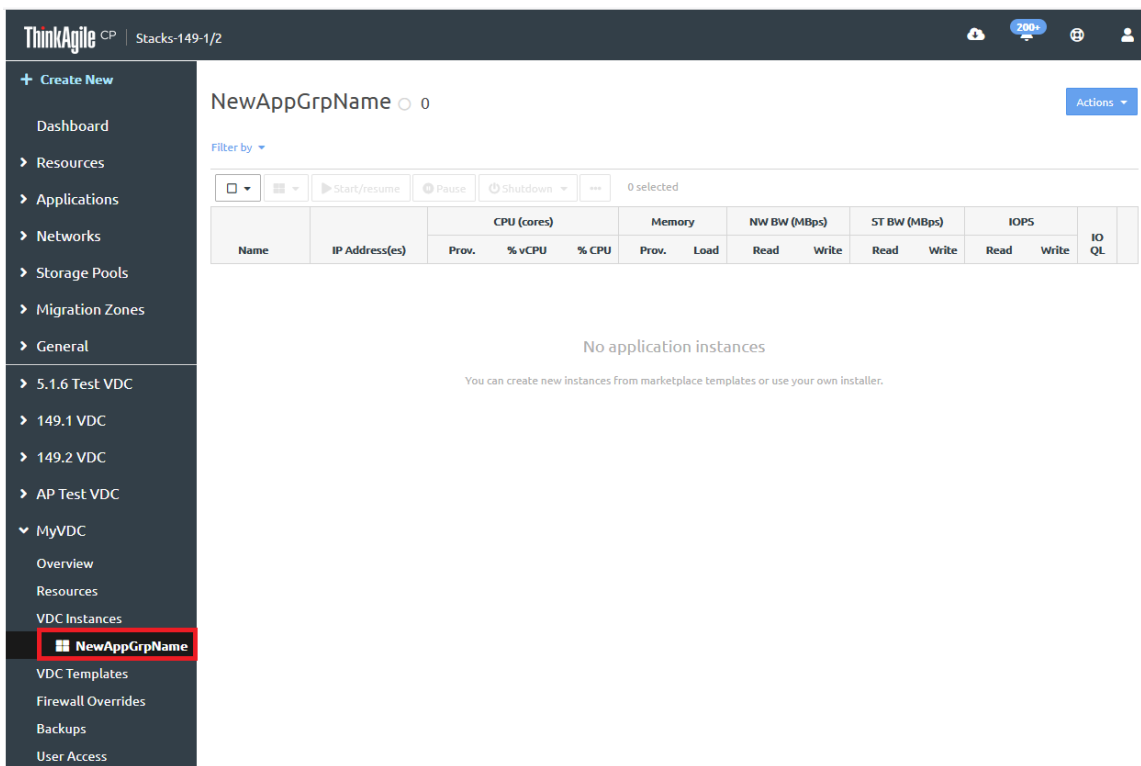 ThinkAgile CP | Stacks-149-1/2
200+
+ Create New
Dashboard
Resources
Applications
Networks
Storage Pools
Migration Zones
General
5.1.6 Test VDC
149.1 VDC
149.2 VDC
AP Test VDC
MyVDC
Overview
Resources
VDC Instances
NewAppGrpName
VDC Templates
Firewall Overrides
Backups
User Access
NewAppGrpName 0
Actions
Filter by
Start/resume Pause Shutdown ... 0 selected
CPU (cores) Memory NW BW (MBps) ST BW (MBps) IOPS IO QL
Name IP Address(es) Prov. % vCPU % CPU Prov. Load Read Write Read Write Read Write
No application instances
You can create new instances from marketplace templates or use your own installer.